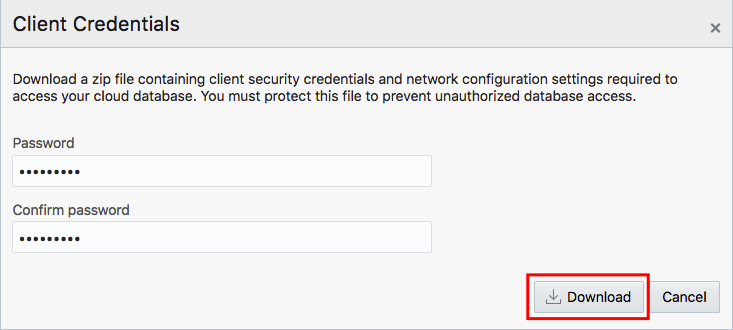 Client Credentials
×
Download a zip file containing client security credentials and network configuration settings required to
access your cloud database. You must protect this file to prevent unauthorized database access.
Password
•••••••••
Confirm password
•••••••••
Download Cancel